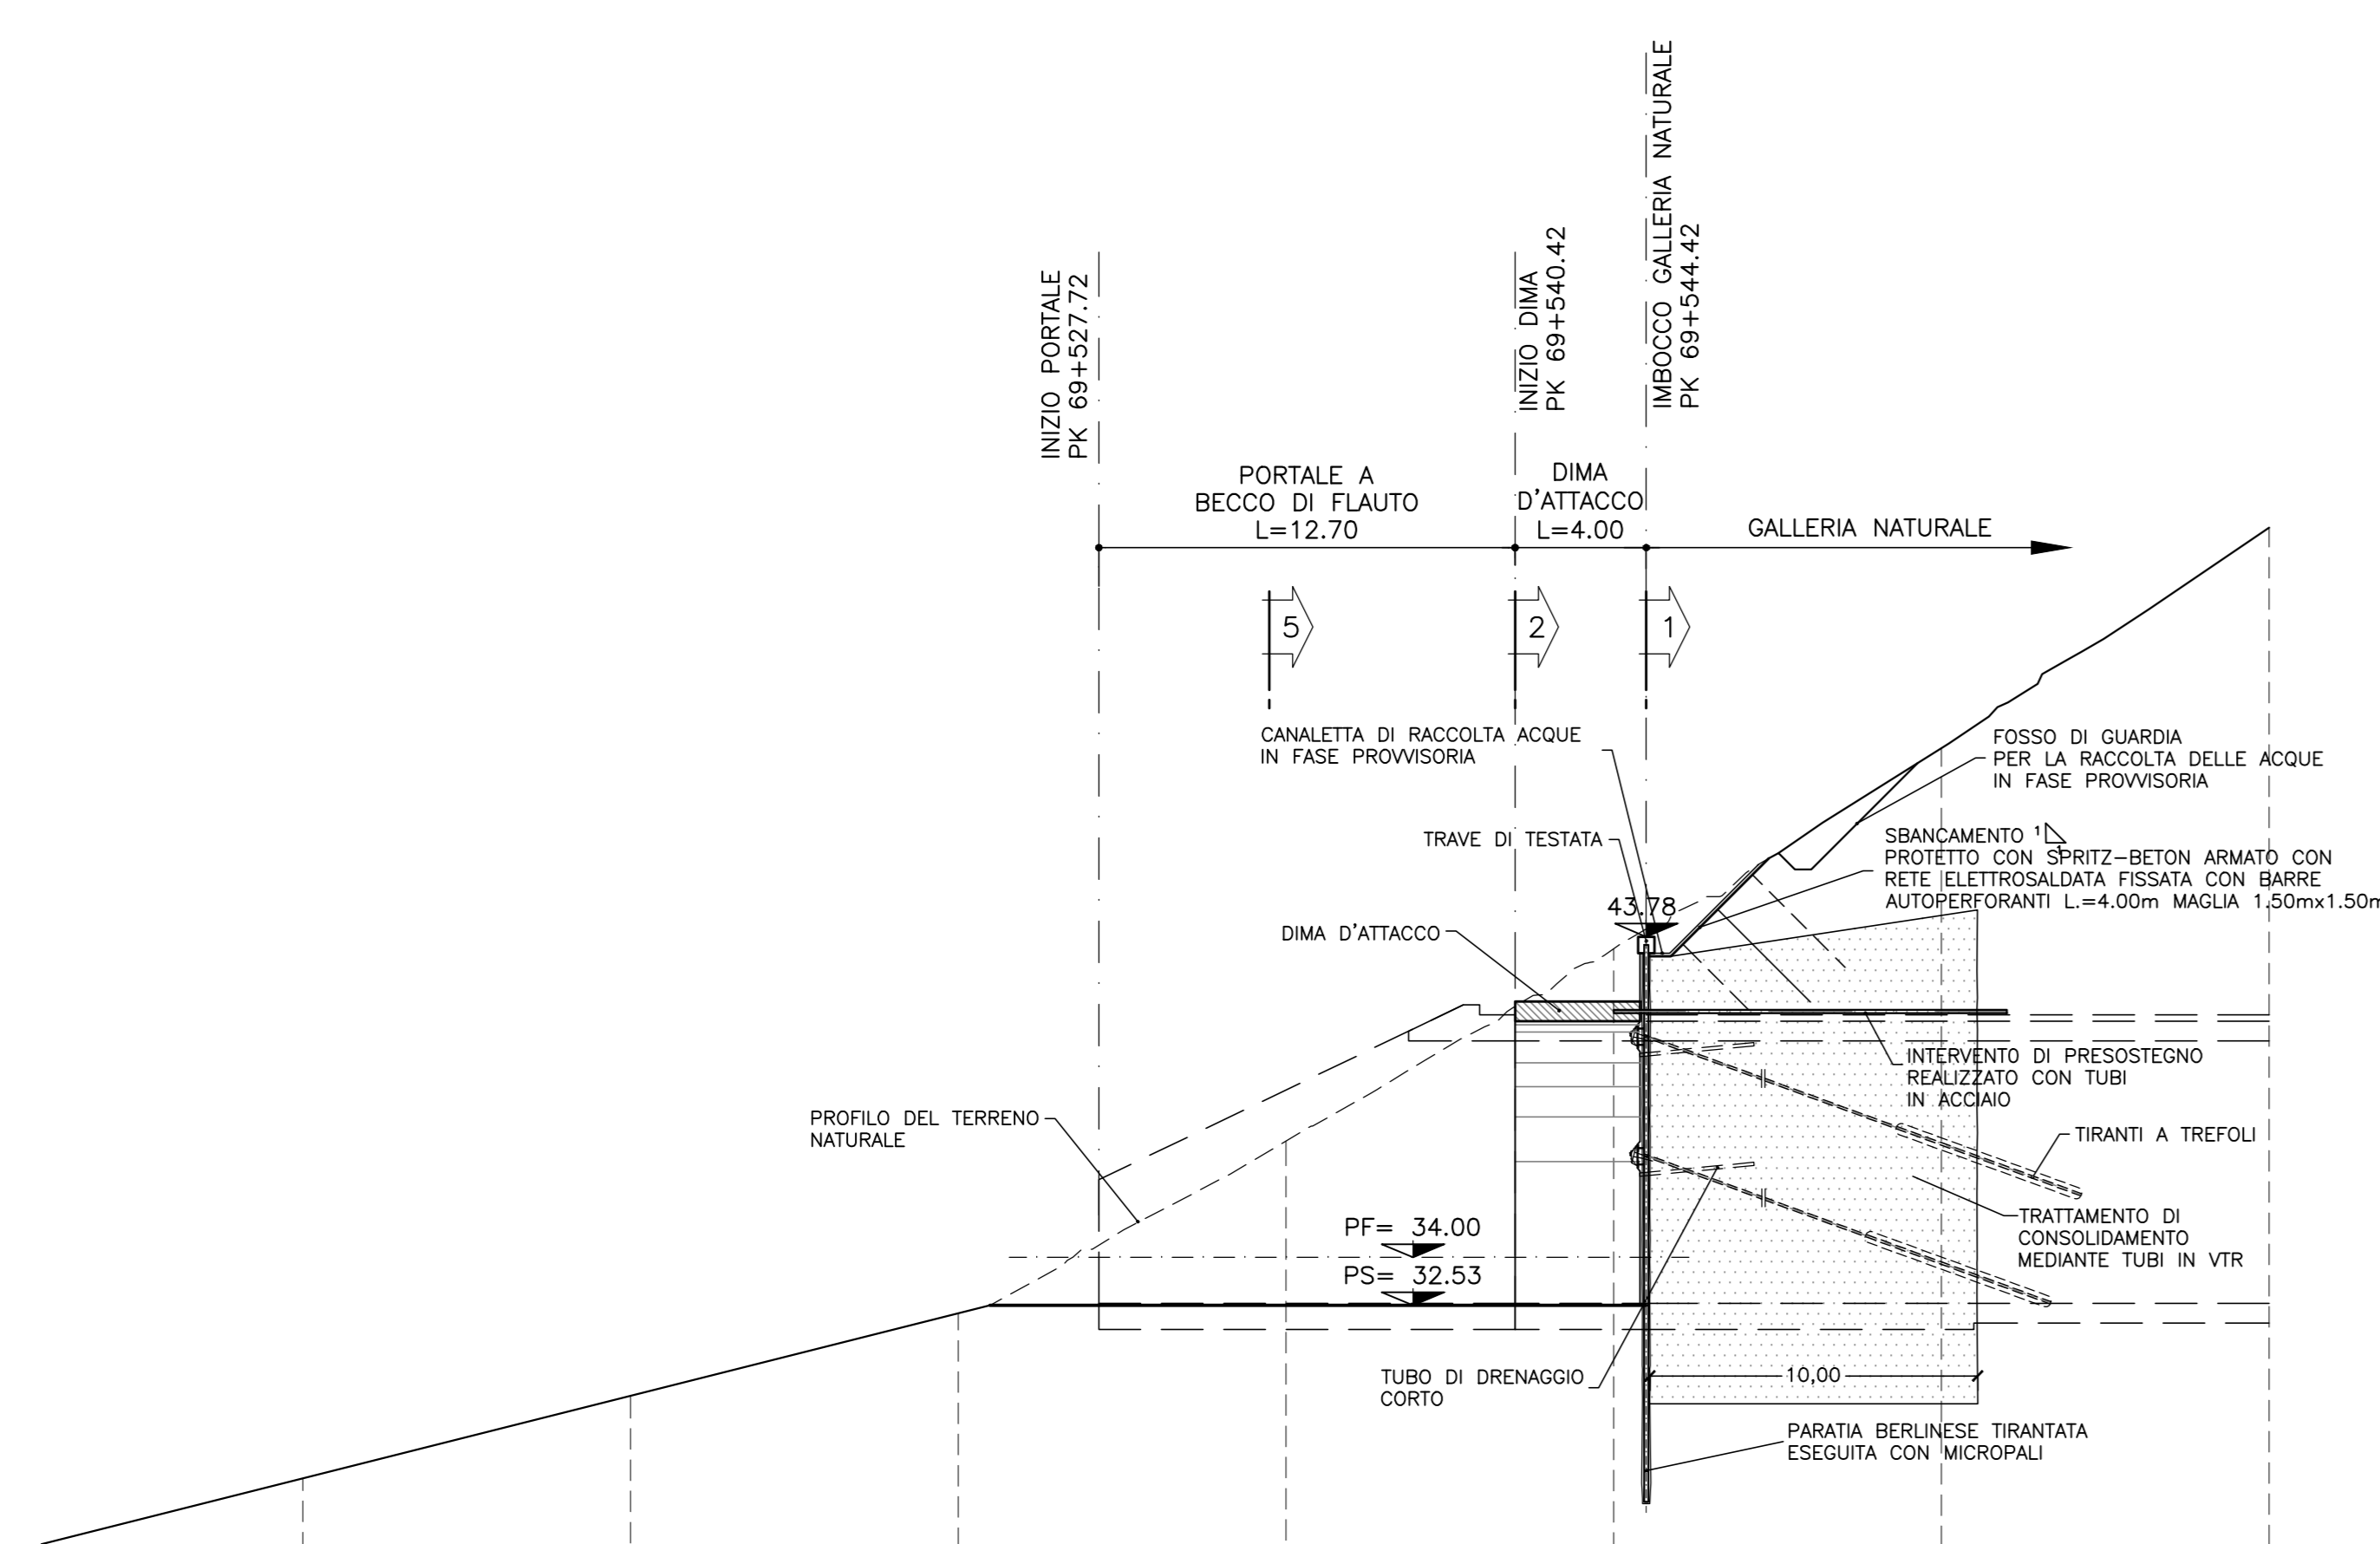 INIZIO PORTALE
PK 69+527.72
INIZIO DIMA
PK 69+540.42
IMBOCCO GALLERIA NATURALE
PK 69+544.42
PORTALE A
BECCO DI FLAUTO
L=12.70
DIMA
D'ATTACCO
L=4.00
GALLERIA NATURALE
5
2
1
CANALETTA DI RACCOLTA ACQUE
IN FASE PROVVISORIA
FOSSO DI GUARDIA
PER LA RACCOLTA DELLE ACQUE
IN FASE PROVVISORIA
TRAVE DI TESTATA
SBANCAMENTO 1
1
PROTETTO CON SPRITZ-BETON ARMATO CON
RETE ELETTROSALDATA FISSATA CON BARRE
AUTOPERFORANTI L.=4.00m MAGLIA 1.50mx1.50m
43.78
DIMA D'ATTACCO
INTERVENTO DI PRESOSTEGNO
REALIZZATO CON TUBI
IN ACCIAIO
PROFILO DEL TERRENO
NATURALE
TIRANTI A TREFOLI
PF= 34.00
PS= 32.53
TRATTAMENTO DI
CONSOLIDAMENTO
MEDIANTE TUBI IN VTR
TUBO DI DRENAGGIO
CORTO
10,00
PARATIA BERLINESE TIRANTATA
ESEGUITA CON MICROPALI